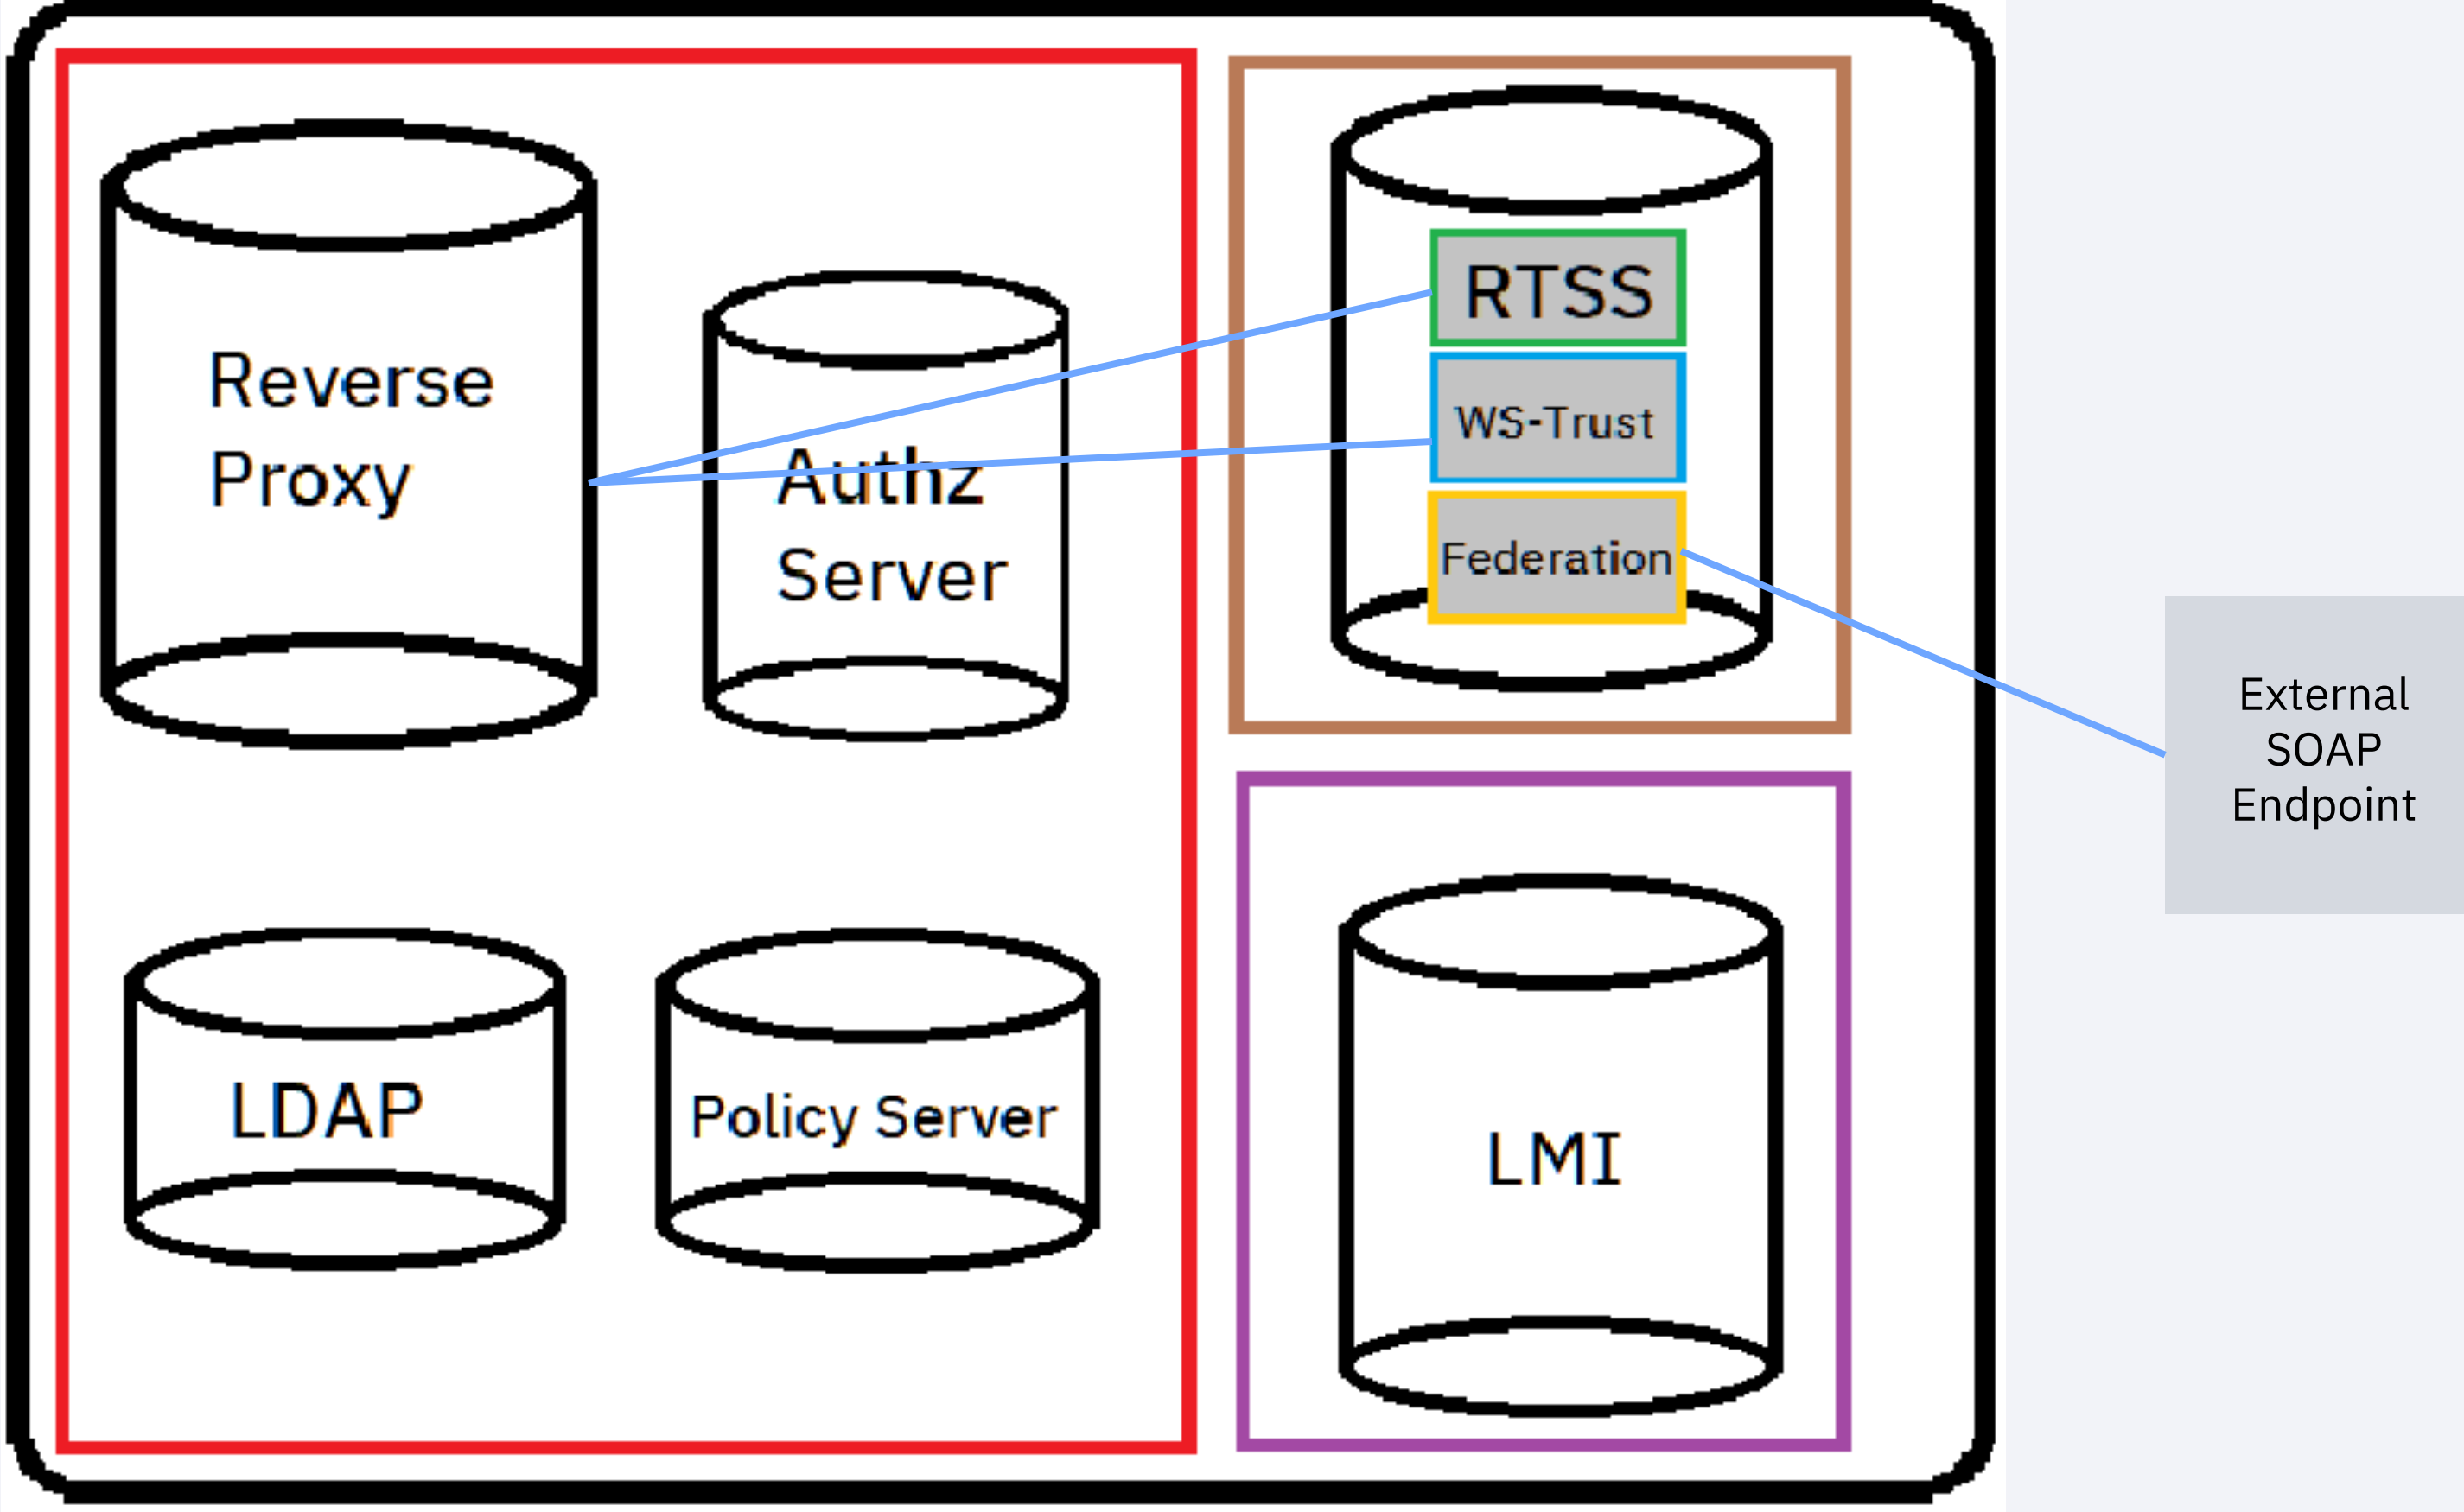 Reverse
Proxy
Authz
Server
RTSS
WS-Trust
Federation
External
SOAP
Endpoint
LDAP
Policy Server
LMI